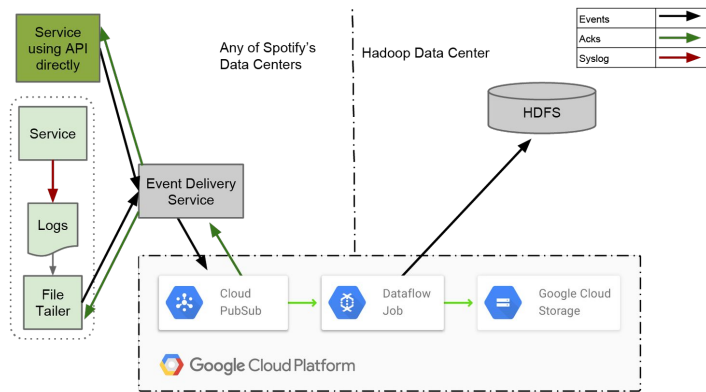 Service
using API
directly
Any of Spotify's
Data Centers
Hadoop Data Center
Events
Acks
Syslog
Service
Logs
File
Tailer
Event Delivery
Service
HDFS
Cloud
PubSub
Dataflow
Job
Google Cloud
Storage
Google Cloud Platform